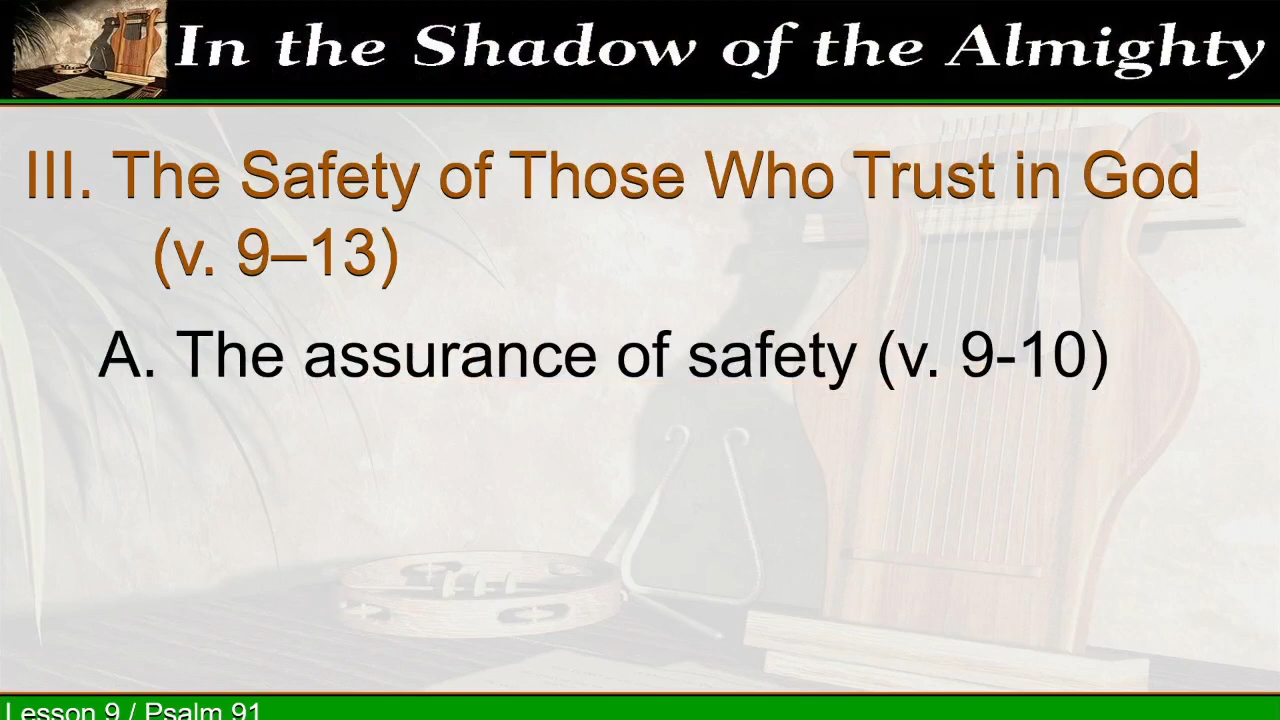 In the Shadow of the Almighty
III. The Safety of Those Who Trust in God
(v. 9–13)
A. The assurance of safety (v. 9-10)
Lesson 9 / Psalm 91